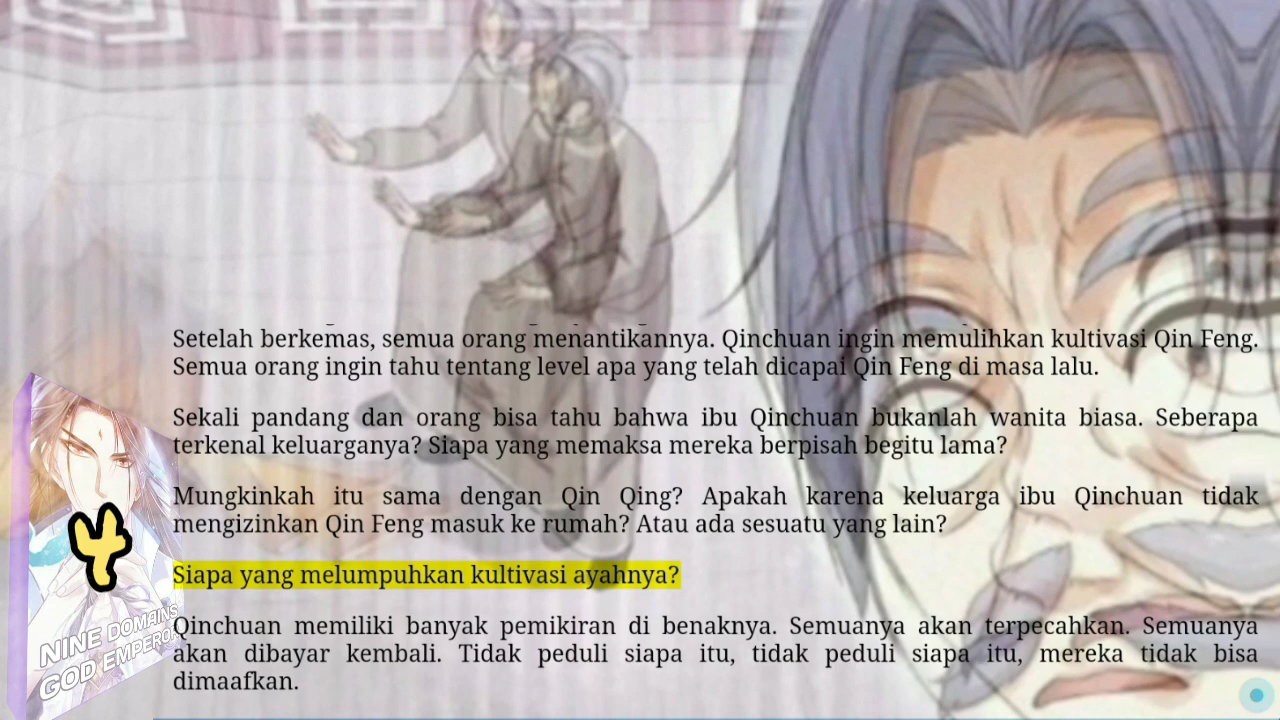 Setelah berkemas, semua orang menantikannya. Qinchuan ingin memulihkan kultivasi Qin Feng.
Semua orang ingin tahu tentang level apa yang telah dicapai Qin Feng di masa lalu.
Sekali pandang dan orang bisa tahu bahwa ibu Qinchuan bukanlah wanita biasa. Seberapa
terkenal keluarganya? Siapa yang memaksa mereka berpisah begitu lama?
Mungkinkah itu sama dengan Qin Qing? Apakah karena keluarga ibu Qinchuan tidak
mengizinkan Qin Feng masuk ke rumah? Atau ada sesuatu yang lain?
Siapa yang melumpuhkan kultivasi ayahnya?
Qinchuan memiliki banyak pemikiran di benaknya. Semuanya akan terpecahkan. Semuanya
akan dibayar kembali. Tidak peduli siapa itu, tidak peduli siapa itu, mereka tidak bisa
dimaafkan.
NINE DOMAINS
GOD EMPEROR